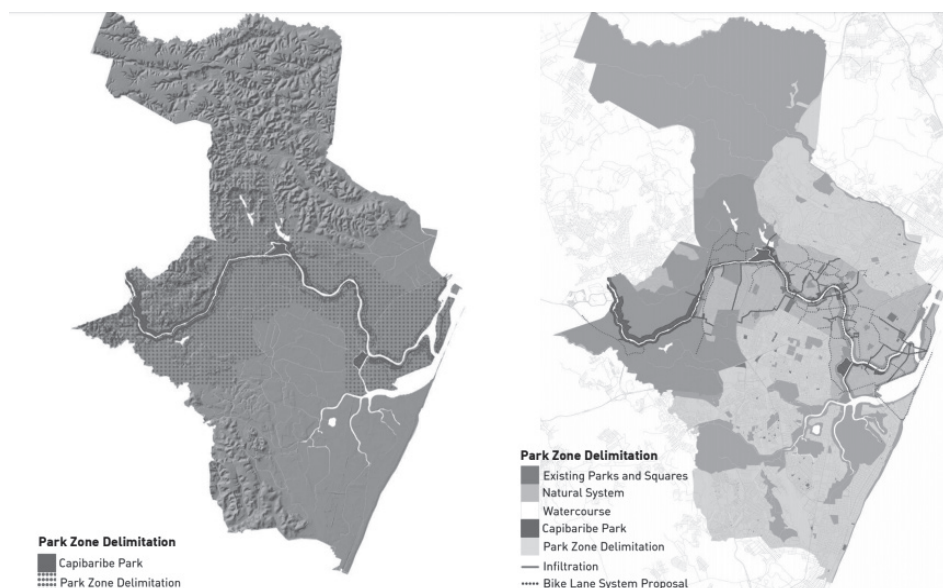 Park Zone Delimitation
Capibaribe Park
Park Zone Delimitation
Park Zone Delimitation
Existing Parks and Squares
Natural System
Watercourse
Capibaribe Park
Park Zone Delimitation
Infiltration
Bike Lane System Proposal